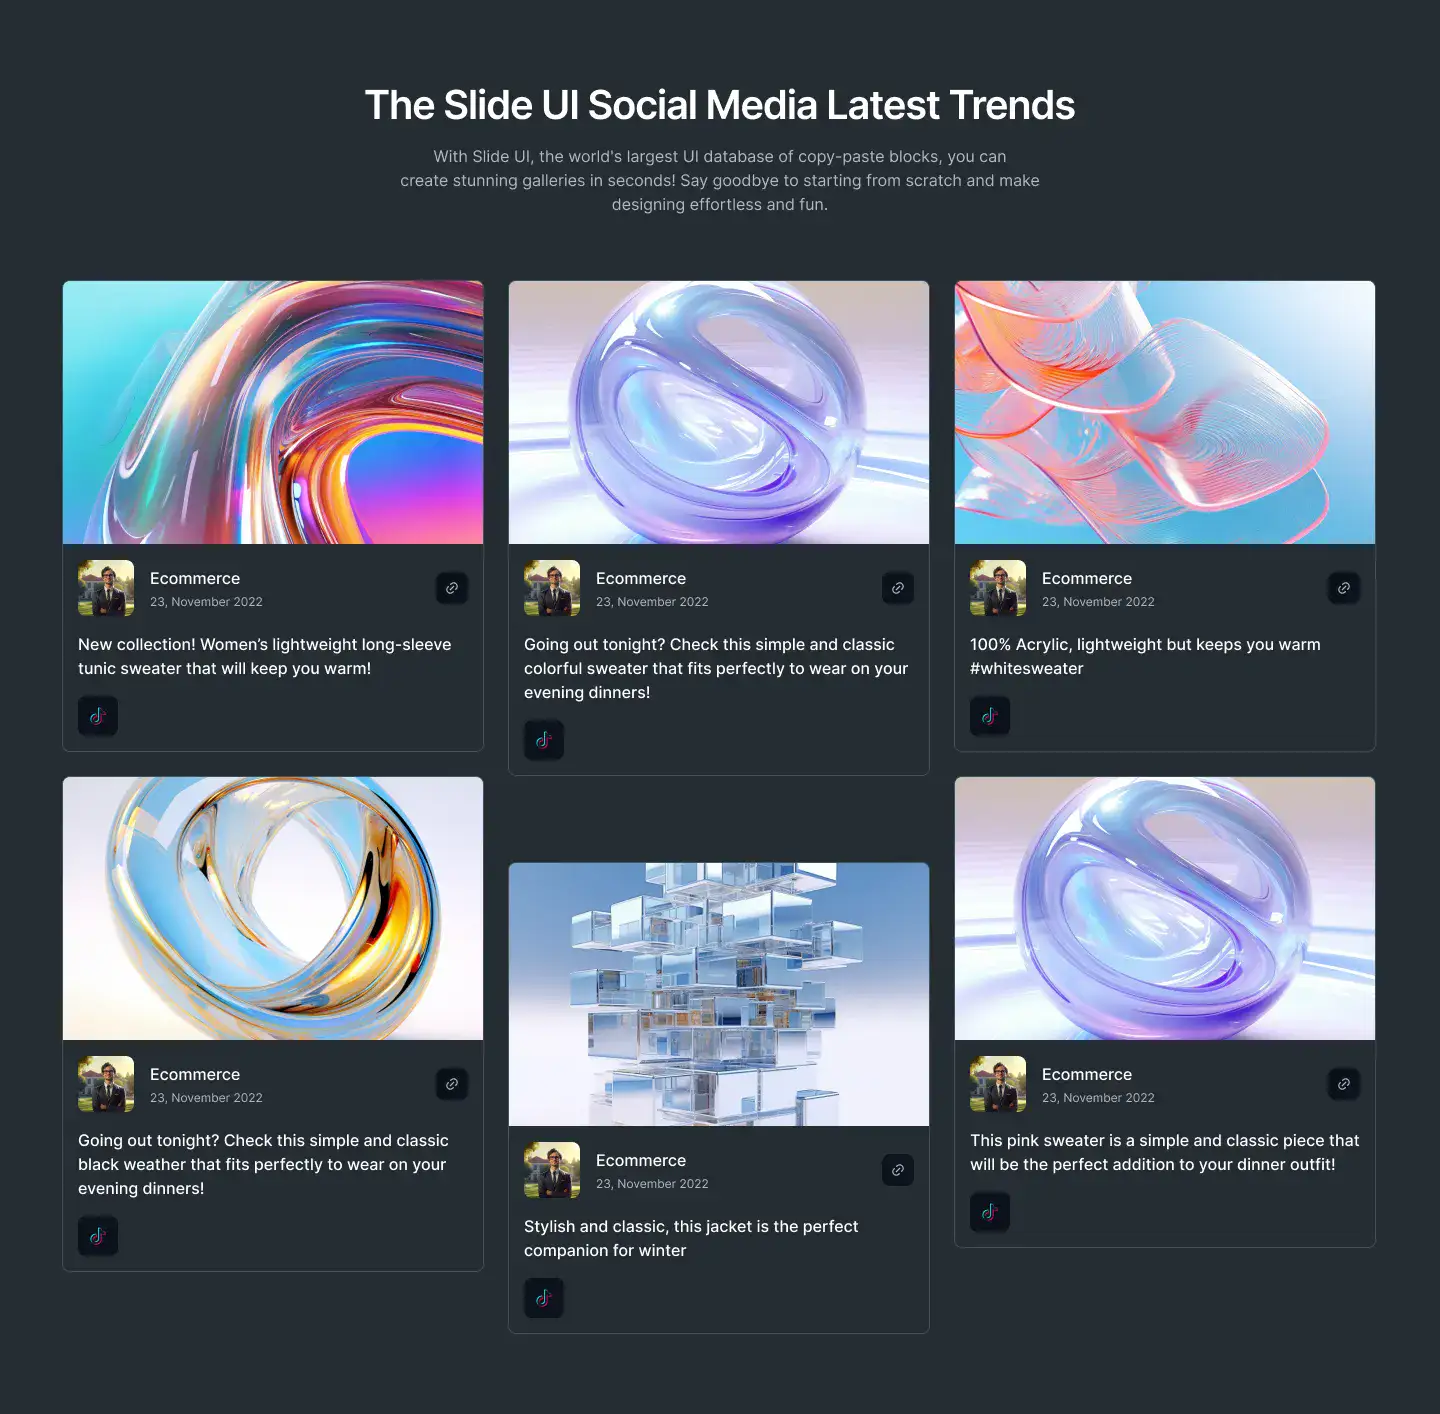 The Slide UI Social Media Latest Trends
With Slide UI, the world's largest UI database of copy-paste blocks, you can
create stunning galleries in seconds! Say goodbye to starting from scratch and make
designing effortless and fun.
Ecommerce
23, November 2022
New collection! Women’s lightweight long-sleeve
tunic sweater that will keep you warm!
Ecommerce
23, November 2022
Going out tonight? Check this simple and classic
colorful sweater that fits perfectly to wear on your
evening dinners!
Ecommerce
23, November 2022
100% Acrylic, lightweight but keeps you warm
#whitesweater
Ecommerce
23, November 2022
Going out tonight? Check this simple and classic
black weather that fits perfectly to wear on your
evening dinners!
Ecommerce
23, November 2022
Stylish and classic, this jacket is the perfect
companion for winter
Ecommerce
23, November 2022
This pink sweater is a simple and classic piece that
will be the perfect addition to your dinner outfit!